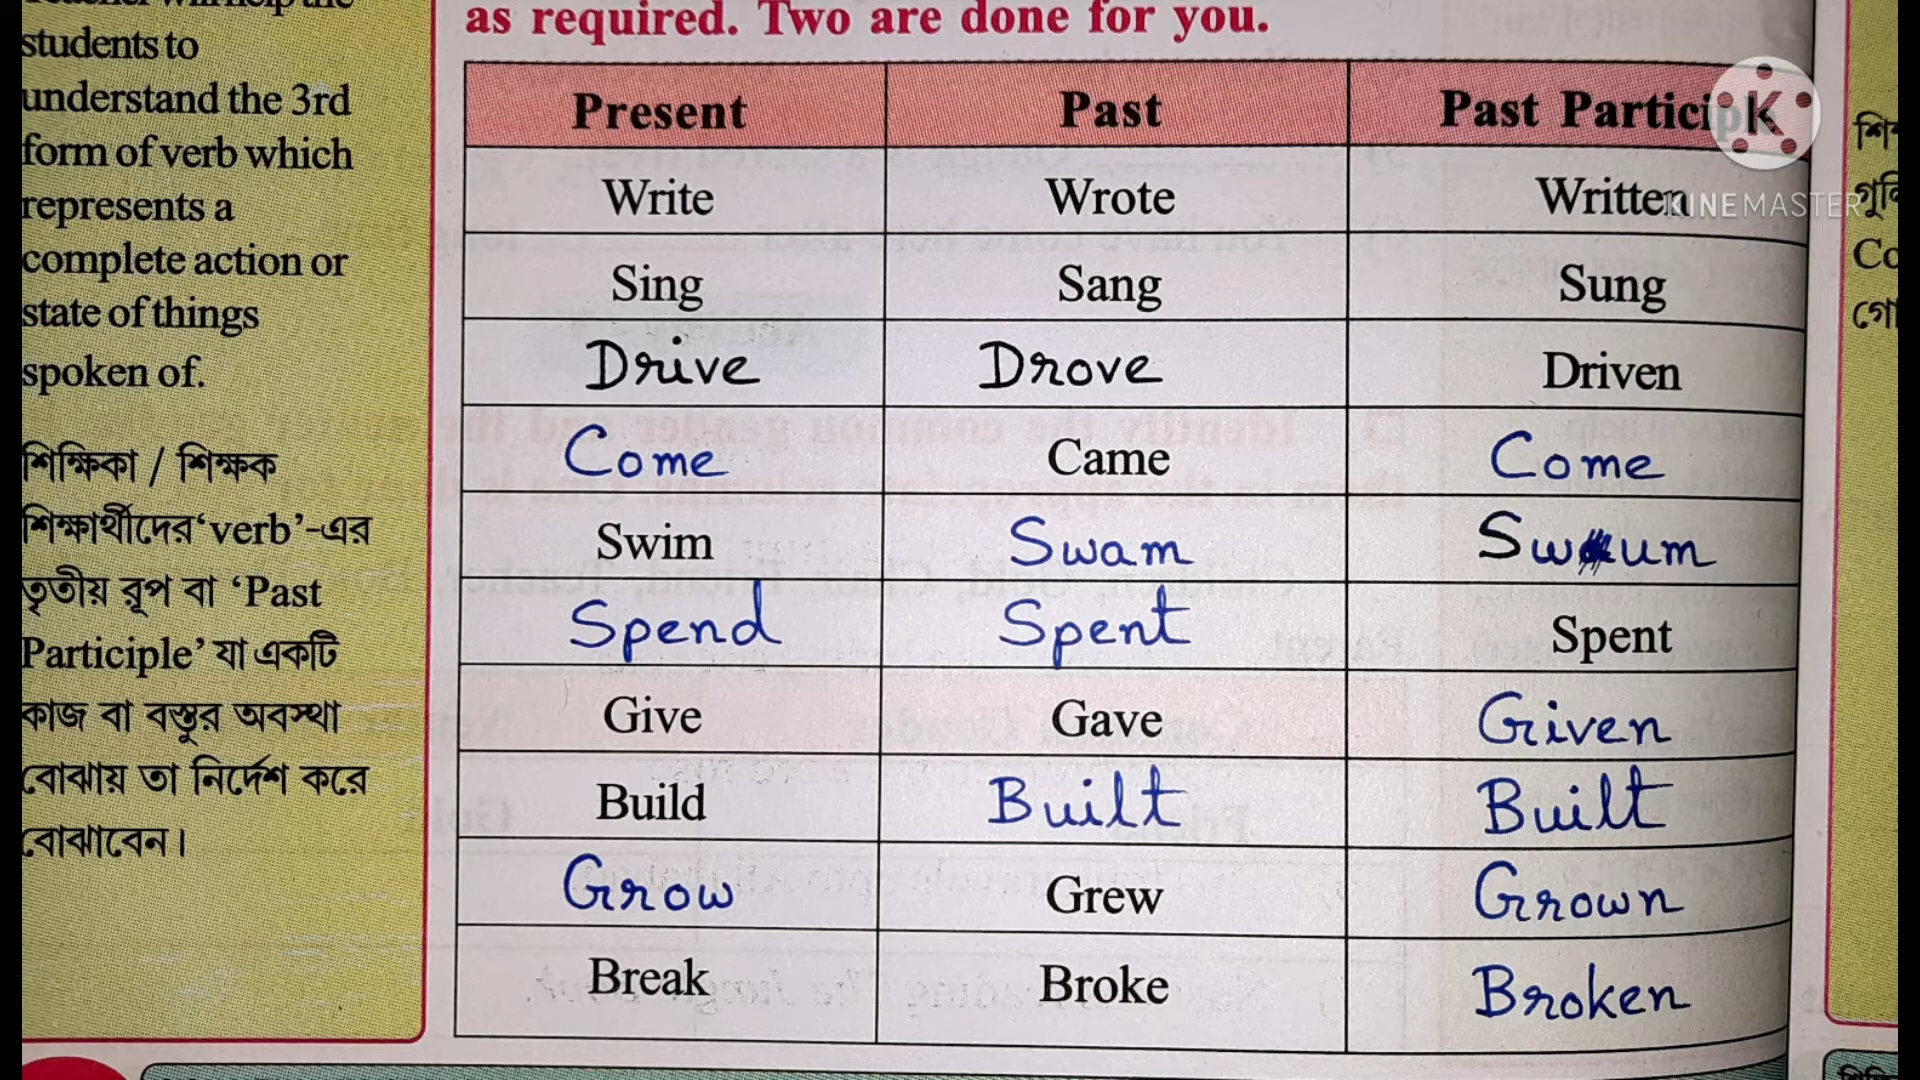 students to
understand the 3rd
form of verb which
represents a
complete action or
state of things
spoken of.
শিক্ষিকা / শিক্ষক
শিক্ষার্থীদের ‘verb’-এর
তৃতীয় রূপ বা ‘Past
Participle’ যা একটি
কাজ বা বস্তুর অবস্থা
বোঝায় তা নির্দেশ করে
বোঝাবেন।
as required. Two are done for you.
Present Past Past Particip
Write Wrote Written
Sing Sang Sung
Drive Drove Driven
Come Came Come
Swim Swam Swum
Spend Spent Spent
Give Gave Given
Build Built Built
Grow Grew Grown
Break Broke Broken
K
KINEMASTER